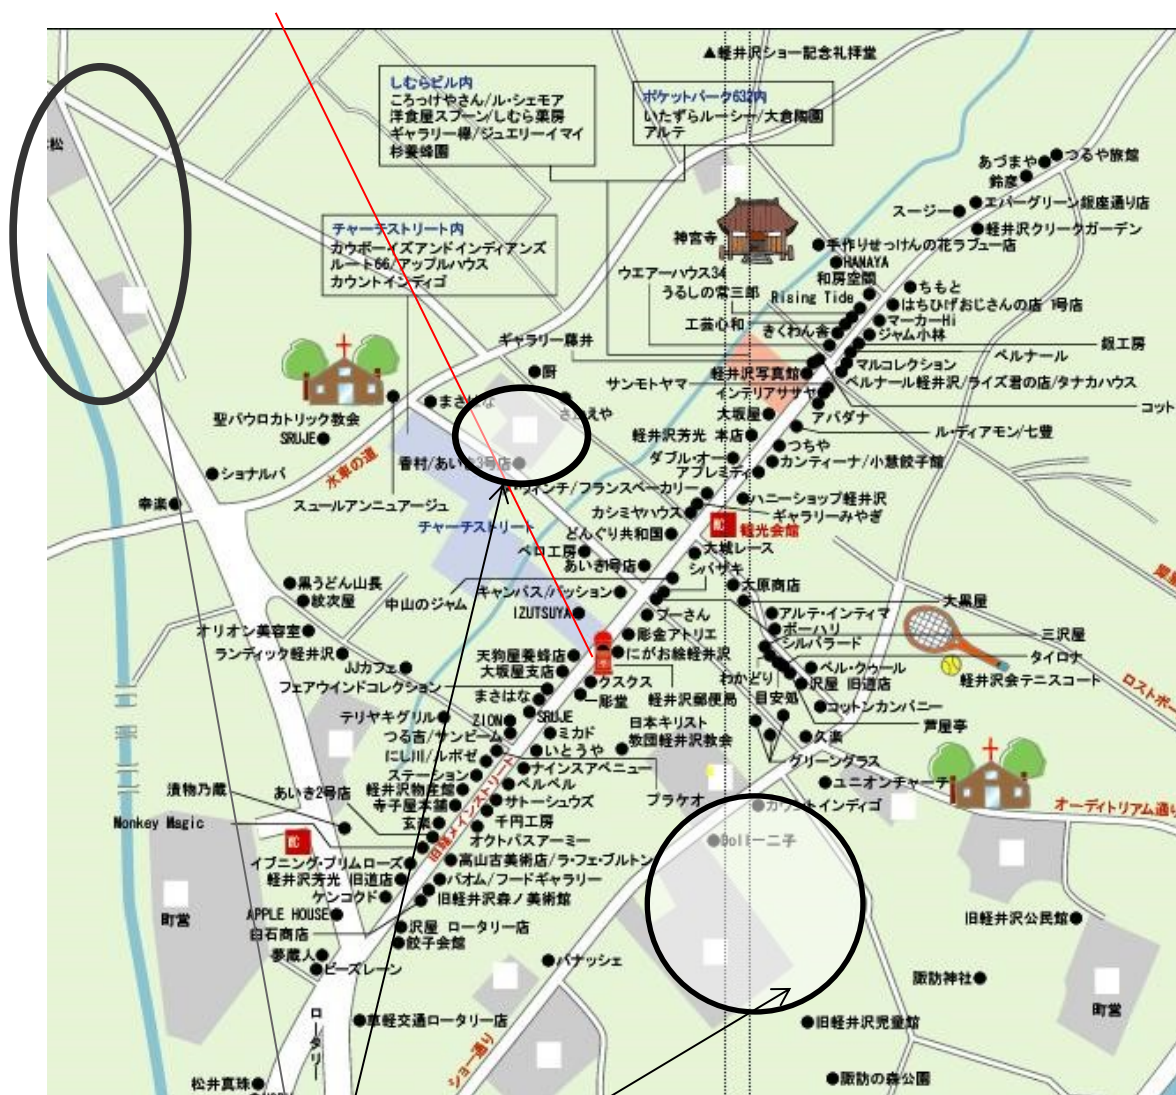 ▲軽井沢ショー記念礼拝堂
しむらビル内
ころっけやさん/ル・シェモア
洋食屋スプーン/しむら薬房
ギャラリー欅/ジュエリーイマイ
杉養蜂園
ポケットパーク632内
いたずらルーシー/大倉陶園
アルテ
松
あづまや
つるや旅館
鈴彦
スージー
エバーグリーン銀座通り店
軽井沢クリークガーデン
チャーチストリート内
カウボーイズアンドインディアンズ
ルート66/アップルハウス
カウントインディゴ
神宮寺
手作りせっけんの花ラブュー店
HANAYA
和房空間
ウエアーハウス34
うるしの常三郎
Rising Tide
ちもと
はちひげおじさんの店 1号店
工芸心和
きくわん舎
マーカーHi
ジャム小林
ギャラリー藤井
銀工房
ベルナール
軽井沢写真館
マルコレクション
厨
サンモトヤマ
インテリアササヤ
ベルナール軽井沢/ライズ君の店/タナカハウス
コット
まさはな
さかえや
大坂屋
アバダナ
聖パウロカトリック教会
SRUJE
軽井沢芳光 本店
ル・ディアモン/七豊
つちや
水車の道
香村/あいき3号店
ダブル・オー
アプレミディ
カンティーナ/小慧餃子館
ショナルパ
ヴィンチ/フランスベーカリー
ハニーショップ軽井沢
幸楽
スュールアンニュアージュ
カシミヤハウス
ギャラリーみやぎ
チャーチストリート
どんぐり共和国
観光会館
ベロ工房
大城レース
あいき1号店
シバザキ
黒うどん山長
紋次屋
中山のジャム
キャンバス/パッション
大原商店
大黒屋
IZUTSUYA
プーさん
アルテ・インティマ
ボーハリ
オリオン美容室
彫金アトリエ
シルバラード
三沢屋
ランディック軽井沢
天狗屋養蜂店
にがお絵軽井沢
タイロナ
JJカフェ
大坂屋支店
わかどり
ベル・クゥール
軽井沢会テニスコート
フェアウインドコレクション
クスクス
沢屋 旧道店
まさはな
彫堂
軽井沢郵便局
目安処
ロストボー
コットンカンパニー
テリヤキグリル
ZION
SRUJE
日本キリスト
教団軽井沢教会
芦屋亭
つる吉/サンビーム
ミカド
久楽
にし川/ルボゼ
いとうや
グリーングラス
ステーション
ナインスアベニュー
ユニオンチャーチ
漬物乃蔵
あいき2号店
軽井沢物産館
ベルベル
プラケオ
カウントインディゴ
オーディトリアム通り
寺子屋本舗
サトーシュウズ
Monkey Magic
玄楽
千円工房
旧軽メインストリート
オクトパスアーミー
Doll一二子
イブニング・プリムローズ
高山古美術店/ラ・フェ・ブルトン
軽井沢芳光 旧道店
バオム/フードギャラリー
ケンコクド
旧軽井沢森ノ美術館
町営
APPLE HOUSE
沢屋 ロータリー店
旧軽井沢公民館
白石商店
餃子会館
夢蔵人
ビーズレーン
パナッシェ
諏訪神社
ロータリー
草軽交通ロータリー店
旧軽井沢児童館
町営
ショー通り
松井真珠
諏訪の森公園